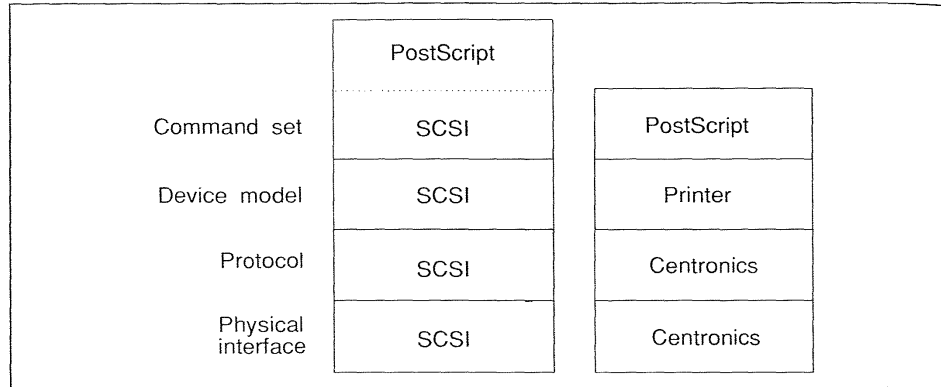 PostScript
Command set SCSI PostScript
Device model SCSI Printer
Protocol SCSI Centronics
Physical
interface SCSI Centronics